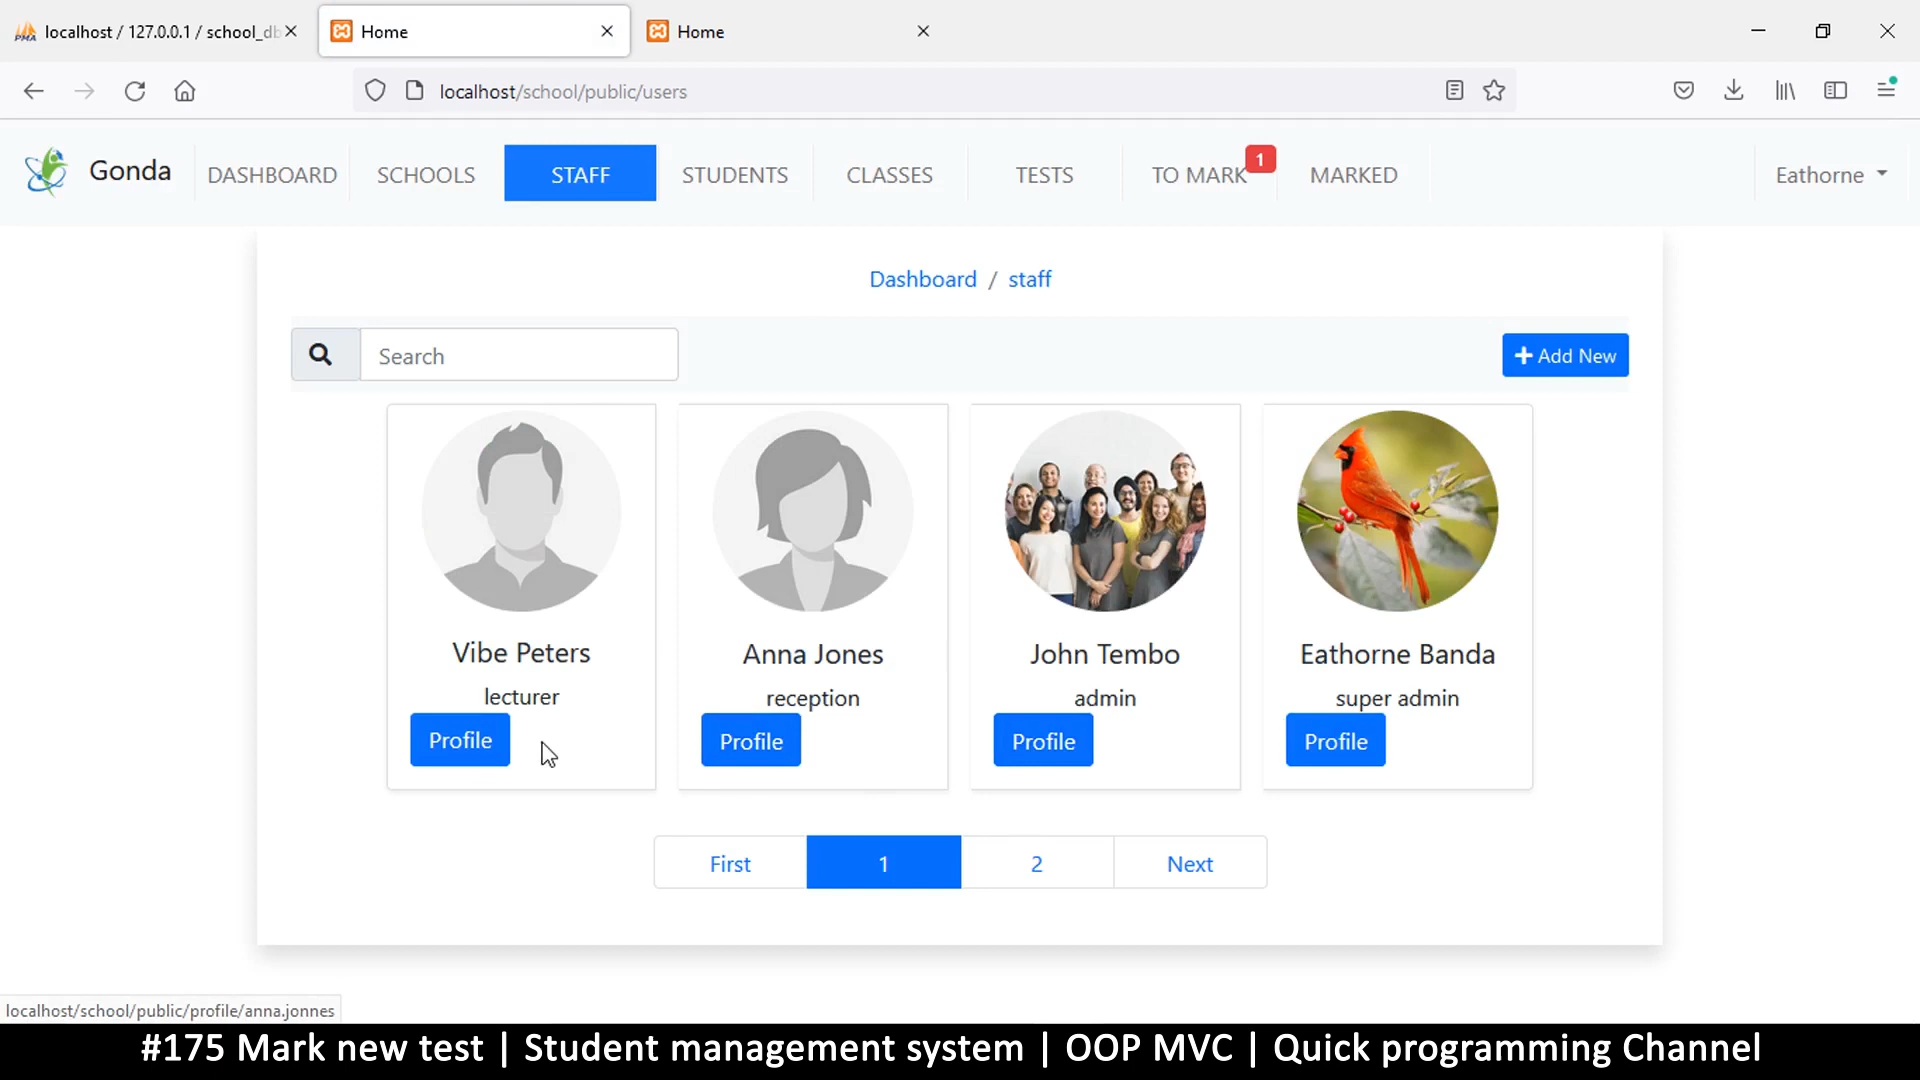 localhost / 127.0.0.1 / school_db
Home
Home
localhost/school/public/users
Gonda
DASHBOARD
SCHOOLS
STAFF
STUDENTS
CLASSES
TESTS
TO MARK
1
MARKED
Eathorne
Dashboard / staff
Search
Add New
Vibe Peters
lecturer
Profile
Anna Jones
reception
Profile
John Tembo
admin
Profile
Eathorne Banda
super admin
Profile
First
1
2
Next
localhost/school/public/profile/anna.jonnes
#175 Mark new test | Student management system | OOP MVC | Quick programming Channel